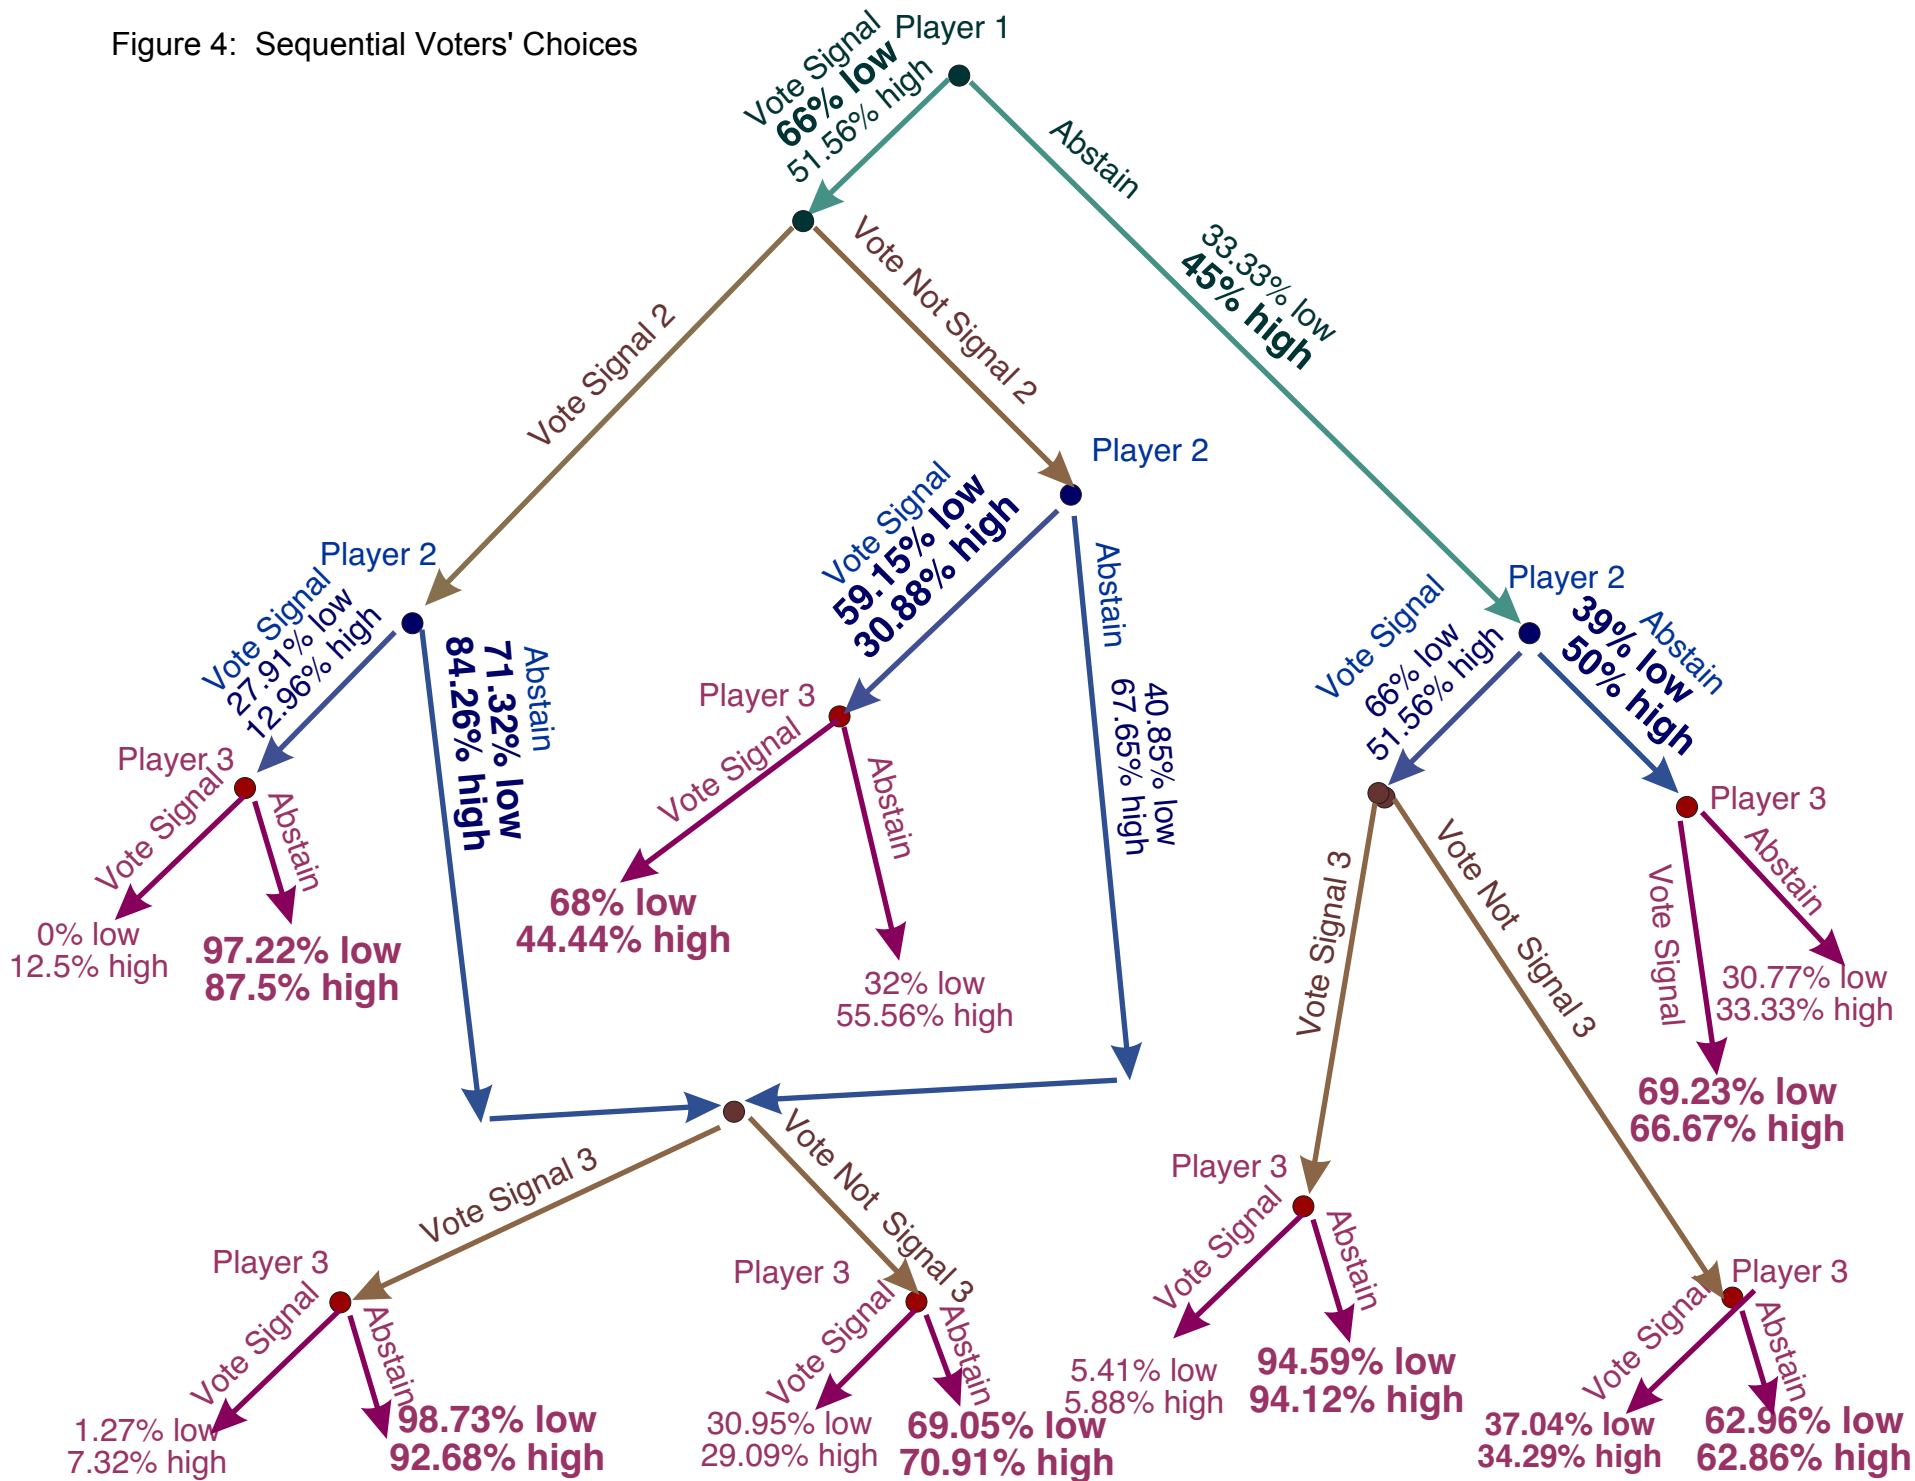 Figure 4:  Sequential Voters' Choices
Player 1
Vote Signal
66% low
51.56% high
Abstain
33.33% low
45% high
Vote Signal 2
Vote Not Signal 2
Player 2
Vote Signal
27.91% low
12.96% high
Abstain
71.32% low
84.26% high
Player 2
Vote Signal
59.15% low
30.88% high
Abstain
40.85% low
67.65% high
Player 2
Vote Signal
66% low
51.56% high
Abstain
39% low
50% high
Player 3
Vote Signal
0% low
12.5% high
Abstain
97.22% low
87.5% high
Player 3
Vote Signal
68% low
44.44% high
Abstain
32% low
55.56% high
Vote Signal 3
Vote Not  Signal 3
Player 3
Vote Signal
69.23% low
66.67% high
Abstain
30.77% low
33.33% high
Vote Signal 3
Vote Not  Signal 3
Player 3
Vote Signal
1.27% low
7.32% high
Abstain
98.73% low
92.68% high
Player 3
Vote Signal
30.95% low
29.09% high
Abstain
69.05% low
70.91% high
Player 3
Vote Signal
5.41% low
5.88% high
Abstain
94.59% low
94.12% high
Player 3
Vote Signal
37.04% low
34.29% high
Abstain
62.96% low
62.86% high